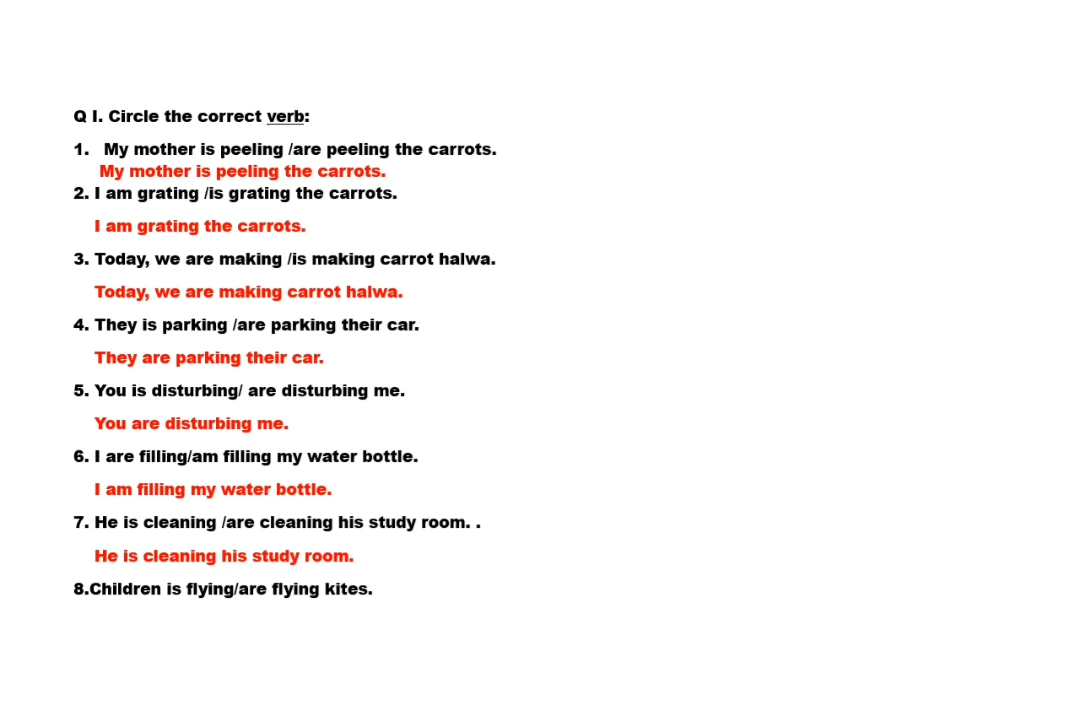 Q I. Circle the correct verb:
1. My mother is peeling /are peeling the carrots.
My mother is peeling the carrots.
2. I am grating /is grating the carrots.
I am grating the carrots.
3. Today, we are making /is making carrot halwa.
Today, we are making carrot halwa.
4. They is parking /are parking their car.
They are parking their car.
5. You is disturbing/ are disturbing me.
You are disturbing me.
6. I are filling/am filling my water bottle.
I am filling my water bottle.
7. He is cleaning /are cleaning his study room. .
He is cleaning his study room.
8.Children is flying/are flying kites.